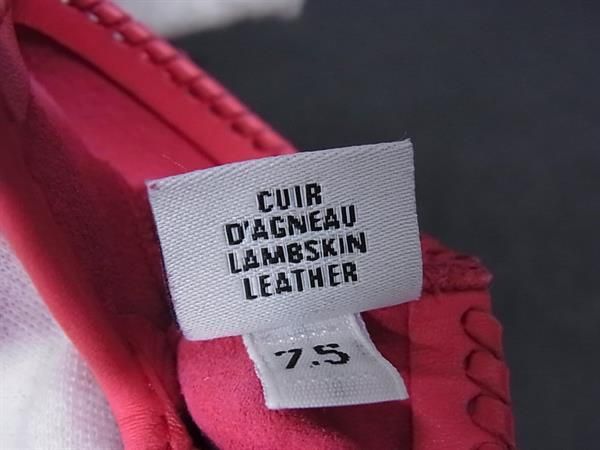 CUIR
D'AGNEAU
LAMBSKIN
LEATHER
7.5